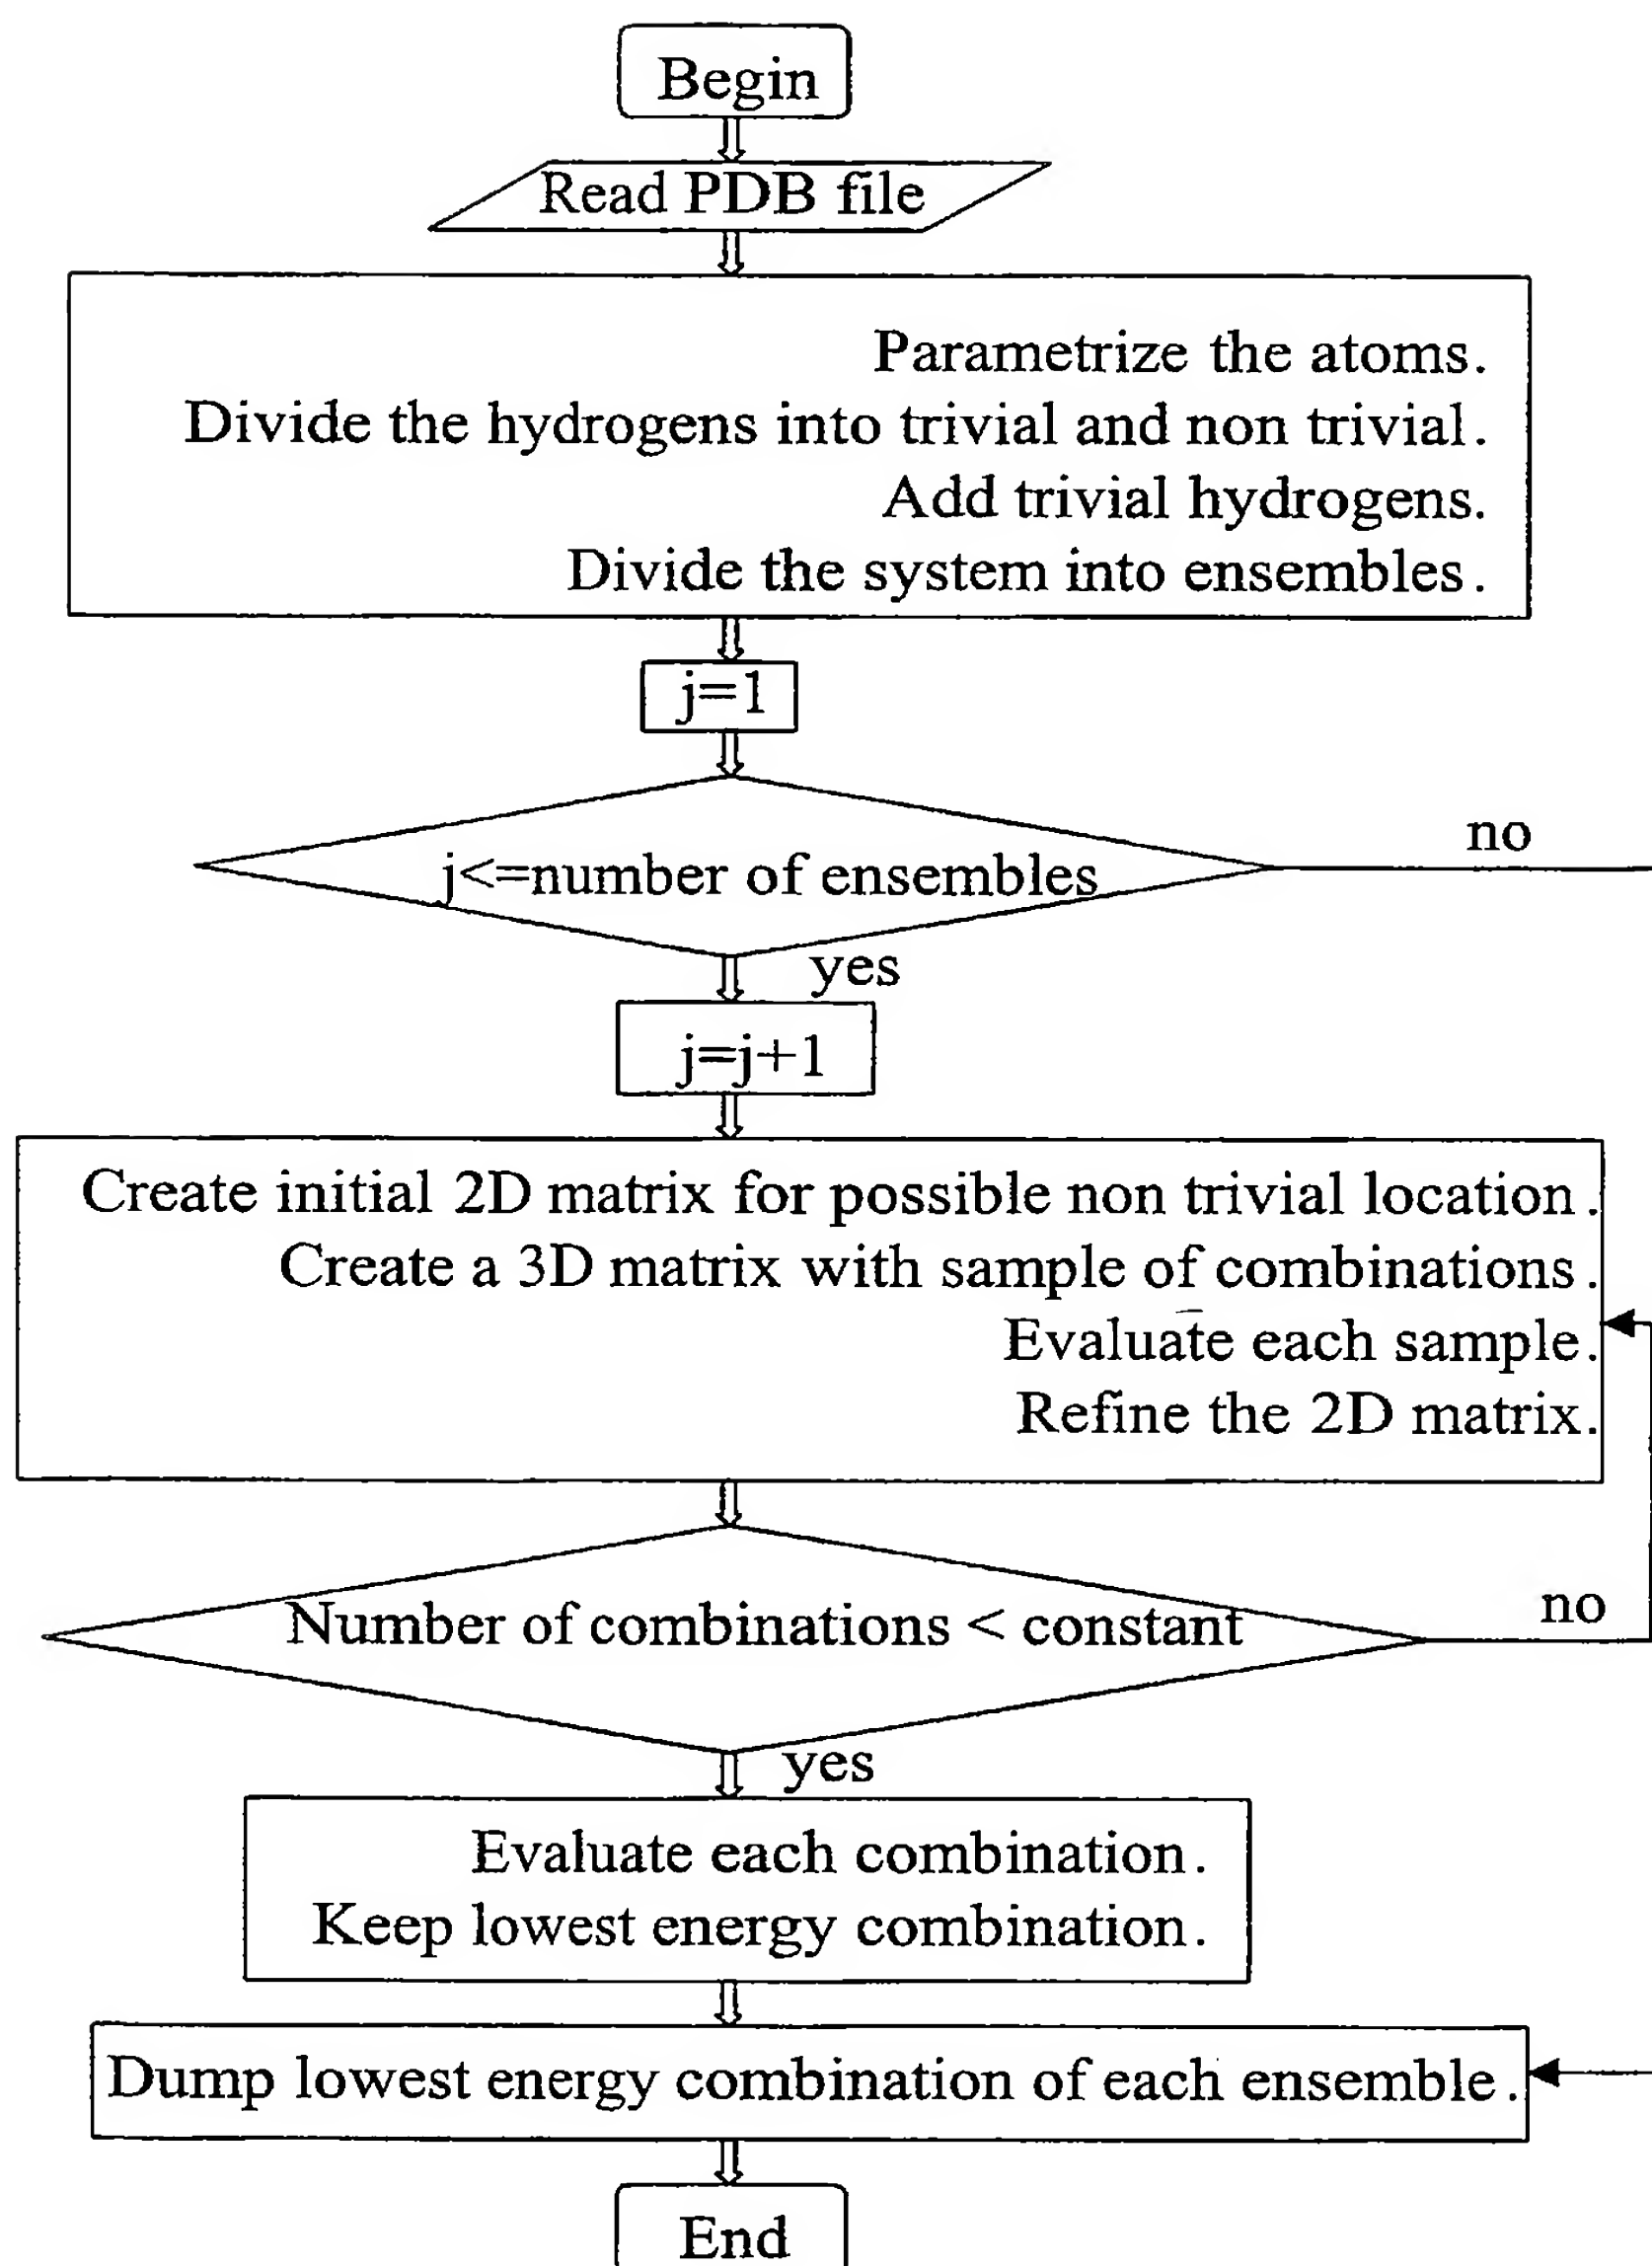 Begin
Read PDB file
Parametrize the atoms.
Divide the hydrogens into trivial and non trivial.
Add trivial hydrogens.
Divide the system into ensembles.
j=1
no
j<=number of ensembles
yes
j=j+1
Create initial 2D matrix for possible non trivial location.
Create a 3D matrix with sample of combinations.
Evaluate each sample.
Refine the 2D matrix.
no
Number of combinations < constant
yes
Evaluate each combination.
Keep lowest energy combination.
Dump lowest energy combination of each ensemble.
End